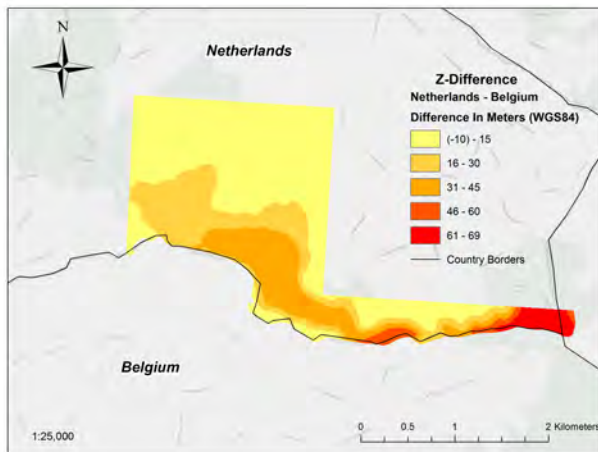 N
Netherlands
Z-Difference
Netherlands - Belgium
Difference In Meters (WGS84)
(-10) - 15
16 - 30
31 - 45
46 - 60
61 - 69
Country Borders
Belgium
1:25,000
0 0.5 1 2 Kilometers